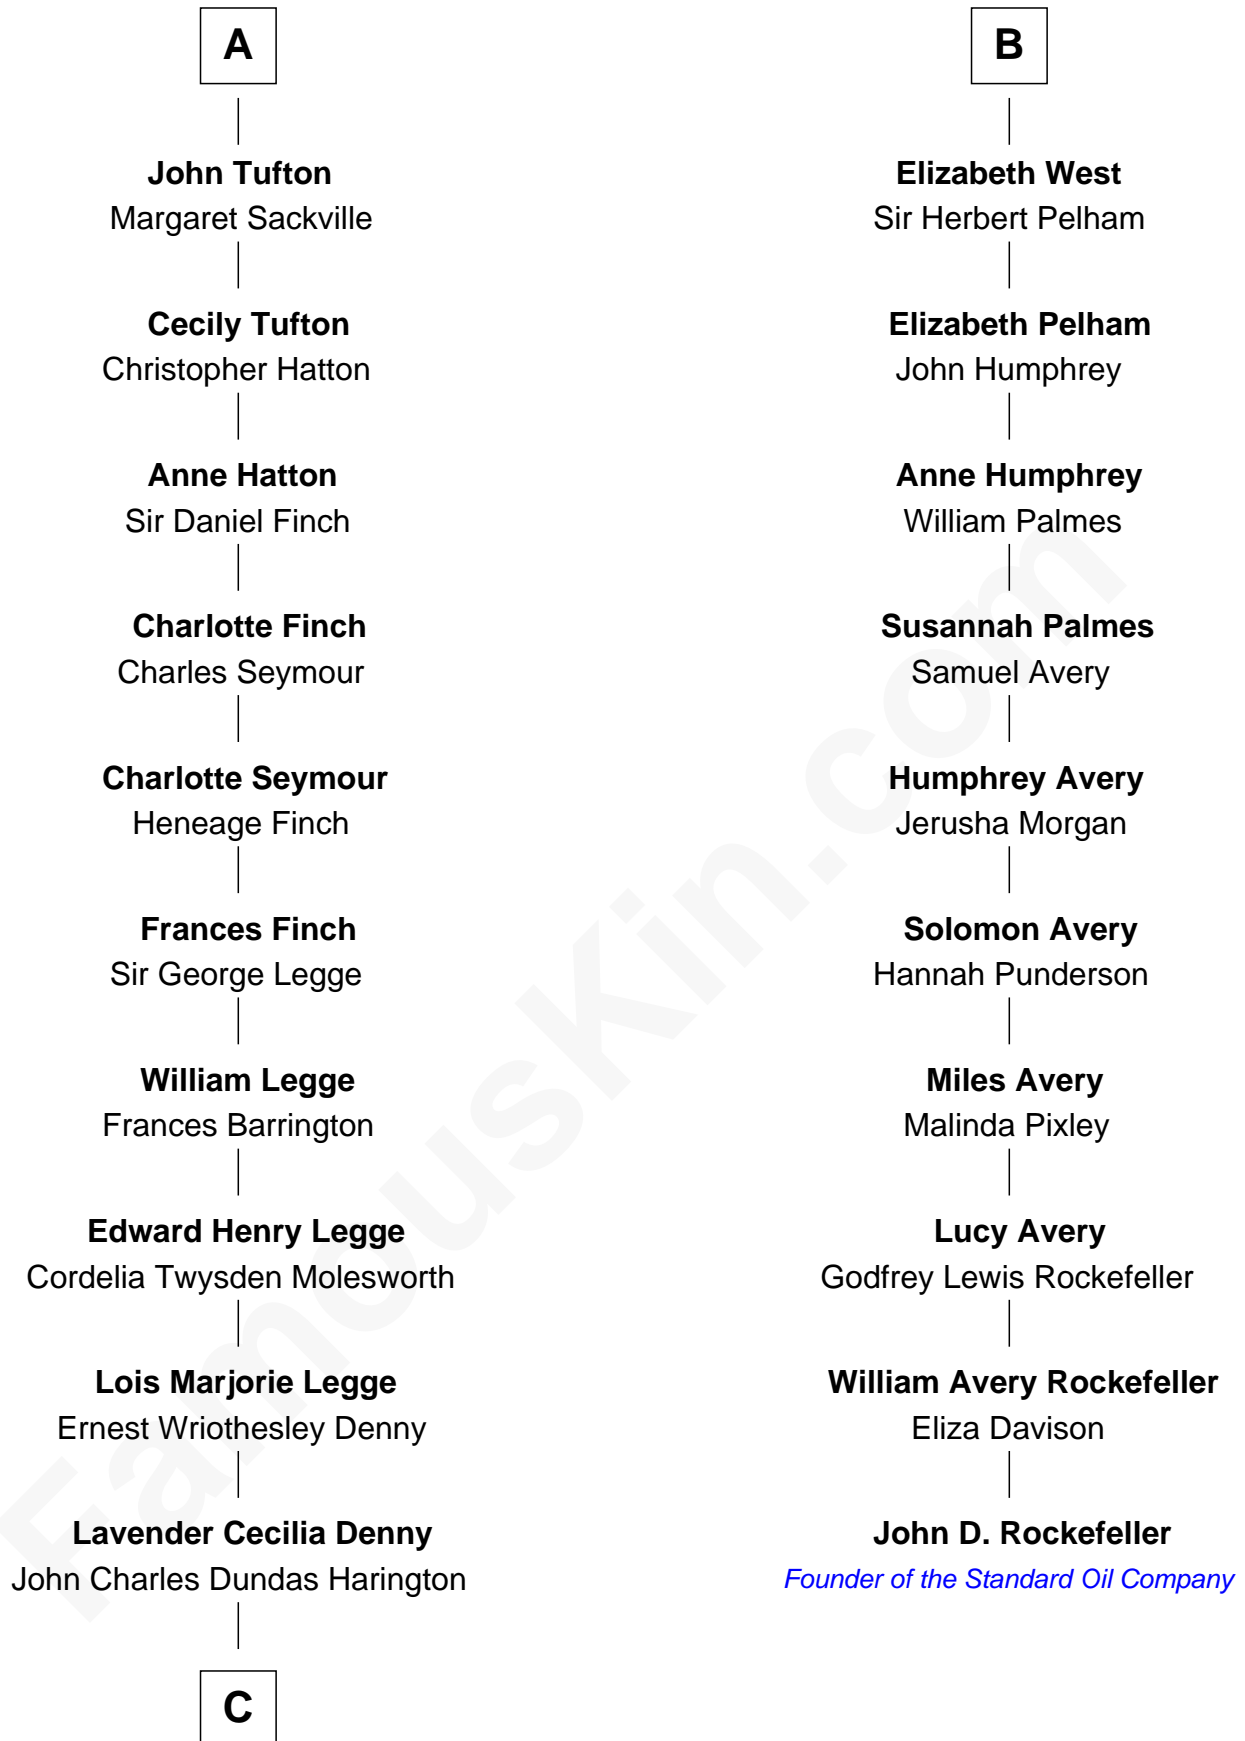 A
John Tufton
Margaret Sackville
Cecily Tufton
Christopher Hatton
Anne Hatton
Sir Daniel Finch
Charlotte Finch
Charles Seymour
Charlotte Seymour
Heneage Finch
Frances Finch
Sir George Legge
William Legge
Frances Barrington
Edward Henry Legge
Cordelia Twysden Molesworth
Lois Marjorie Legge
Ernest Wriothesley Denny
Lavender Cecilia Denny
John Charles Dundas Harington
C
B
Elizabeth West
Sir Herbert Pelham
Elizabeth Pelham
John Humphrey
Anne Humphrey
William Palmes
Susannah Palmes
Samuel Avery
Humphrey Avery
Jerusha Morgan
Solomon Avery
Hannah Punderson
Miles Avery
Malinda Pixley
Lucy Avery
Godfrey Lewis Rockefeller
William Avery Rockefeller
Eliza Davison
John D. Rockefeller
Founder of the Standard Oil Company
FamousKin.com